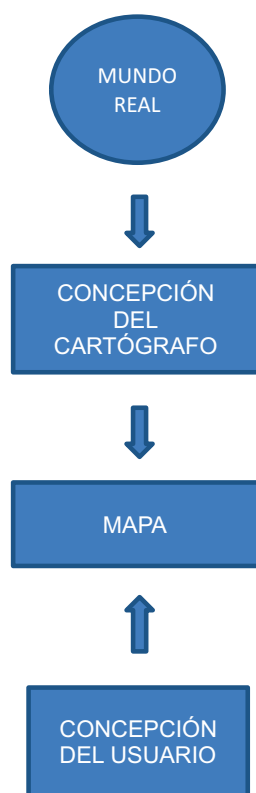 MUNDO
REAL
CONCEPCIÓN
DEL
CARTÓGRAFO
MAPA
CONCEPCIÓN
DEL USUARIO